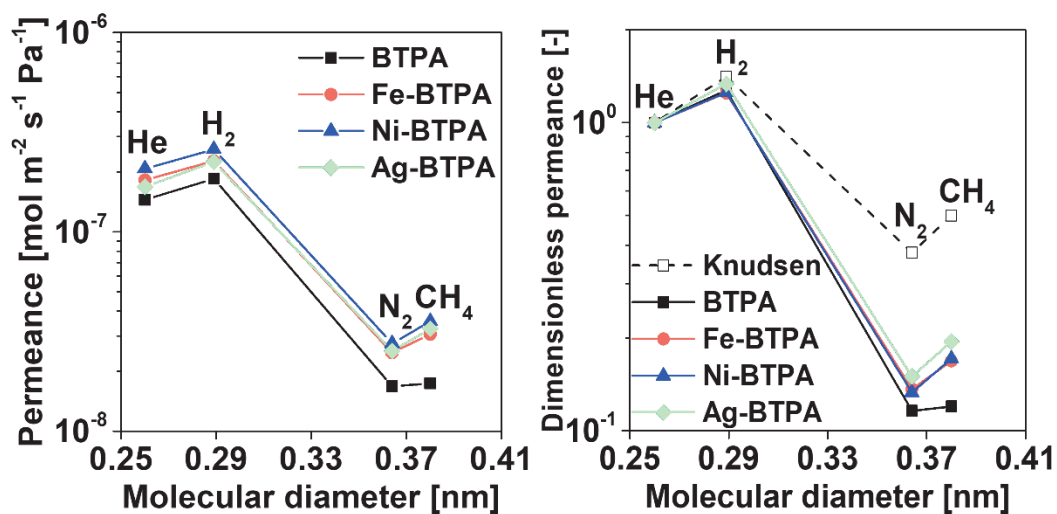 Permeance [mol m⁻² s⁻¹ Pa⁻¹]
10⁻⁶
10⁻⁷
10⁻⁸
He
H₂
N₂
CH₄
BTPA
Fe-BTPA
Ni-BTPA
Ag-BTPA
0.25 0.29 0.33 0.37 0.41
Molecular diameter [nm]
Dimensionless permeance [-]
10⁰
10⁻¹
He
H₂
N₂
CH₄
Knudsen
BTPA
Fe-BTPA
Ni-BTPA
Ag-BTPA
0.25 0.29 0.33 0.37 0.41
Molecular diameter [nm]